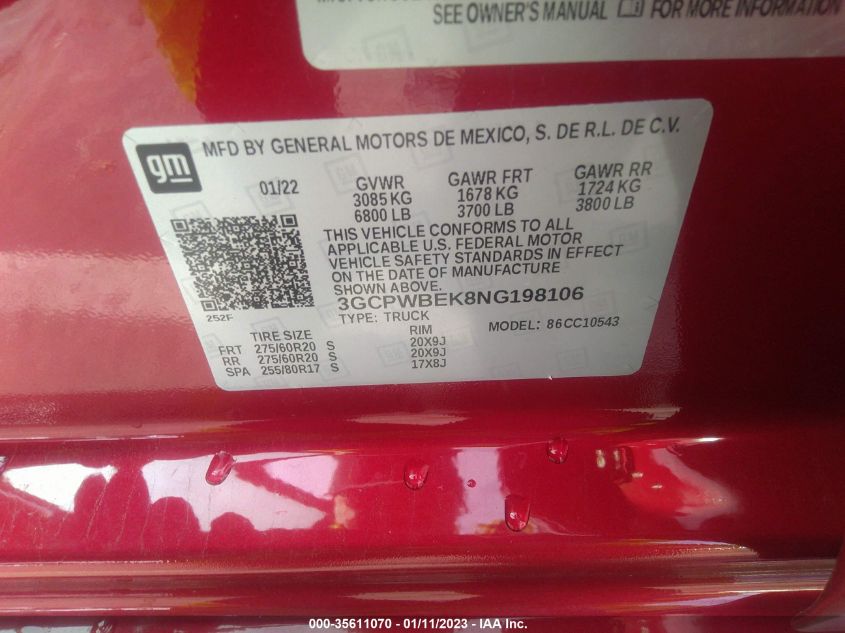 SEE OWNER'S MANUAL FOR MORE INFORMATION
gm
MFD BY GENERAL MOTORS DE MEXICO, S. DE R.L. DE C.V.
01/22 GVWR GAWR FRT GAWR RR
3085 KG 1678 KG 1724 KG
6800 LB 3700 LB 3800 LB
THIS VEHICLE CONFORMS TO ALL
APPLICABLE U.S. FEDERAL MOTOR
VEHICLE SAFETY STANDARDS IN EFFECT
ON THE DATE OF MANUFACTURE
SHOWN ABOVE.
252F
3GCPWBEK8NG198106
TYPE: TRUCK MODEL: 86CC10543
TIRE SIZE RIM
FRT 275/60R20 S 20X9J
RR 275/60R20 S 20X9J
SPA 255/80R17 S 17X8J
000-35611070 - 01/11/2023 - IAA Inc.